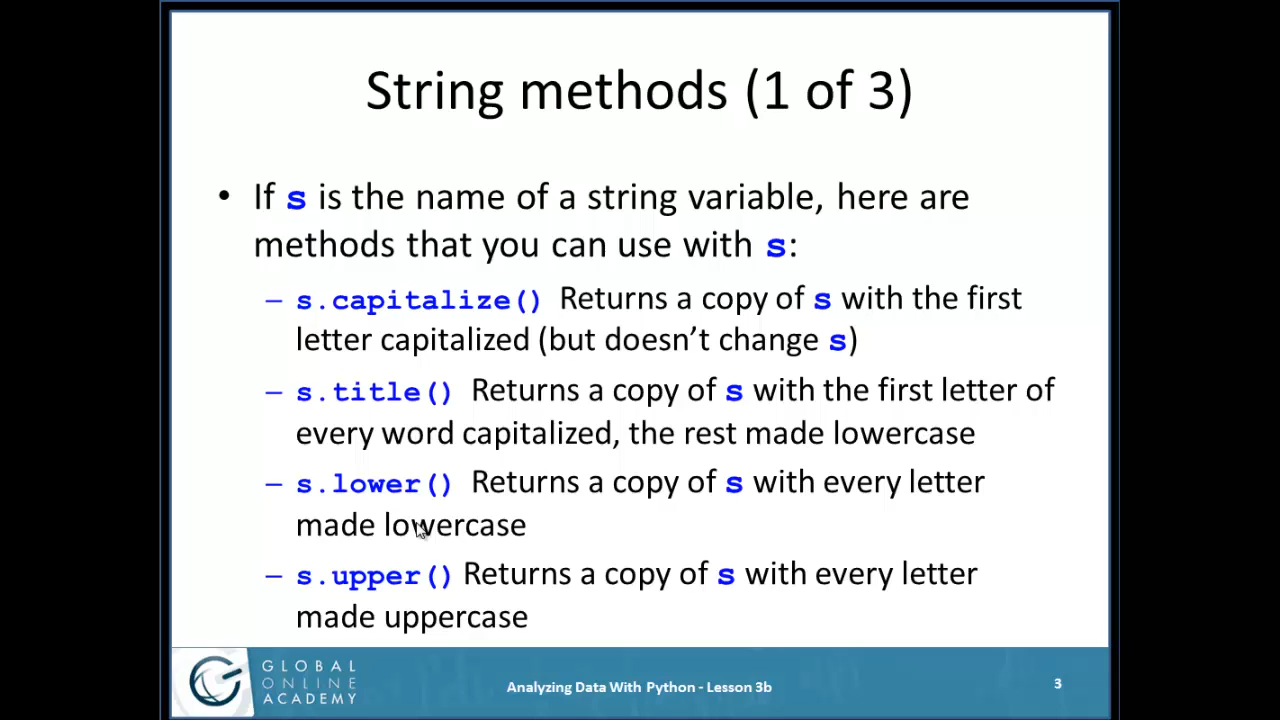 String methods (1 of 3)
• If s is the name of a string variable, here are
methods that you can use with s:
– s.capitalize() Returns a copy of s with the first
letter capitalized (but doesn’t change s)
– s.title() Returns a copy of s with the first letter of
every word capitalized, the rest made lowercase
– s.lower() Returns a copy of s with every letter
made lowercase
– s.upper() Returns a copy of s with every letter
made uppercase
GLOBAL
ONLINE
ACADEMY
Analyzing Data With Python - Lesson 3b
3